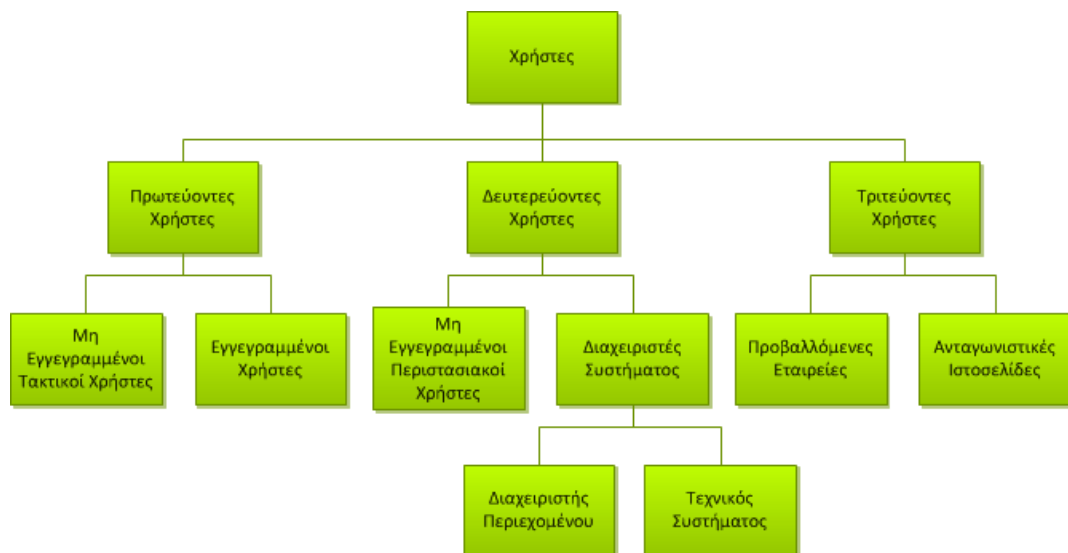 Χρήστες
Πρωτεύοντες
Χρήστες
Δευτερεύοντες
Χρήστες
Τριτεύοντες
Χρήστες
Μη
Εγγεγραμμένοι
Τακτικοί Χρήστες
Εγγεγραμμένοι
Χρήστες
Μη
Εγγεγραμμένοι
Περιστασιακοί
Χρήστες
Διαχειριστές
Συστήματος
Προβαλλόμενες
Εταιρείες
Ανταγωνιστικές
Ιστοσελίδες
Διαχειριστής
Περιεχομένου
Τεχνικός
Συστήματος